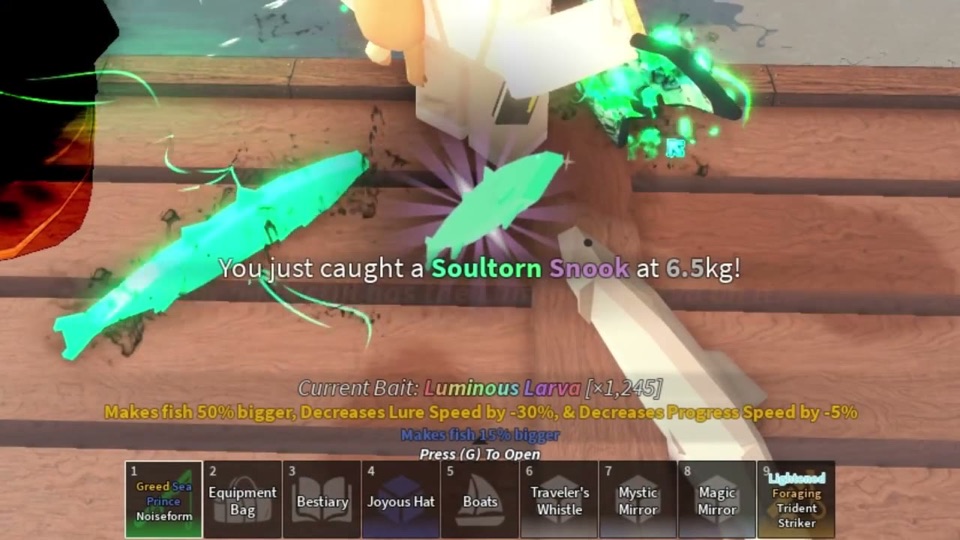 You just caught a Soultorn Snook at 6.5kg!
Current Bait: Luminous Larva [×1,245]
Makes fish 50% bigger, Decreases Lure Speed by -30%, & Decreases Progress Speed by -5%
Makes fish 15% bigger
Press (G) To Open
1
Greed Sea
Prince
Noiseform
2
Equipment
Bag
3
Bestiary
4
Joyous Hat
5
Boats
6
Traveler's
Whistle
7
Mystic
Mirror
8
Magic
Mirror
9
Lightened
Foraging
Trident
Striker